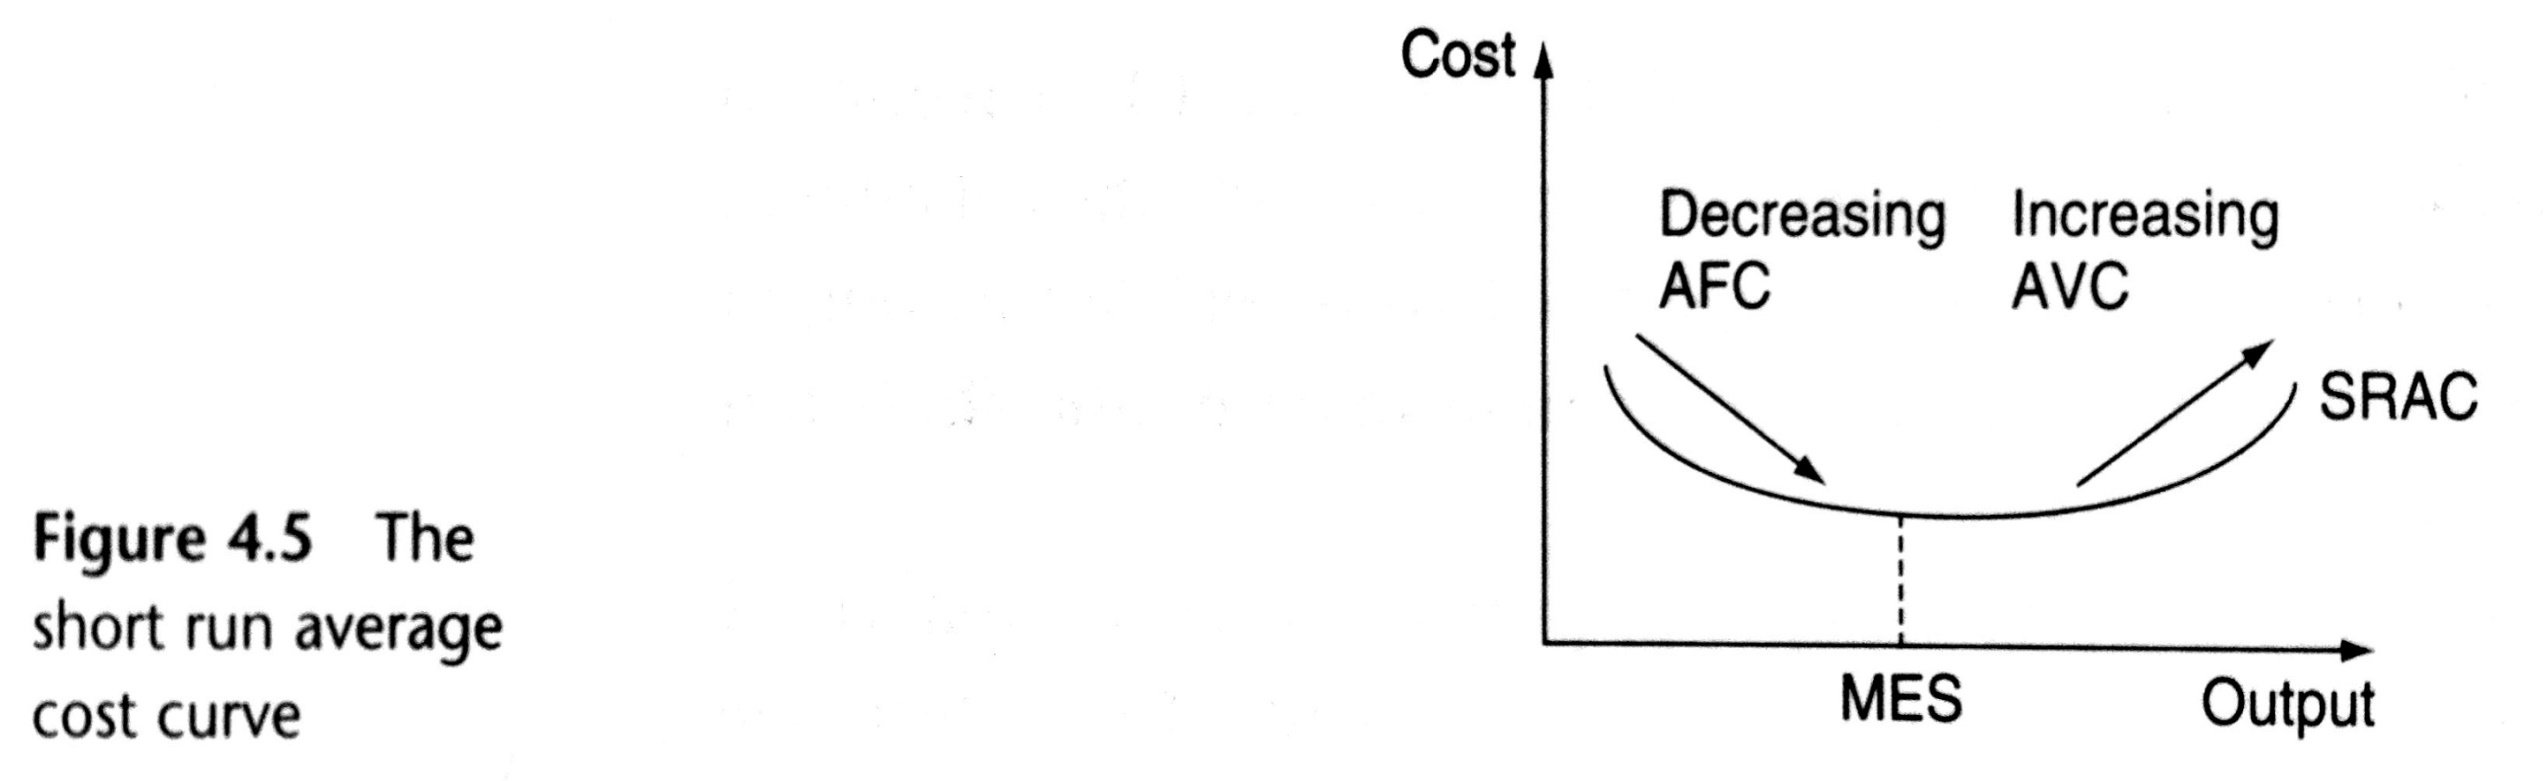 Cost
Decreasing Increasing
AFC AVC
SRAC
MES
Output
Figure 4.5 The
short run average
cost curve